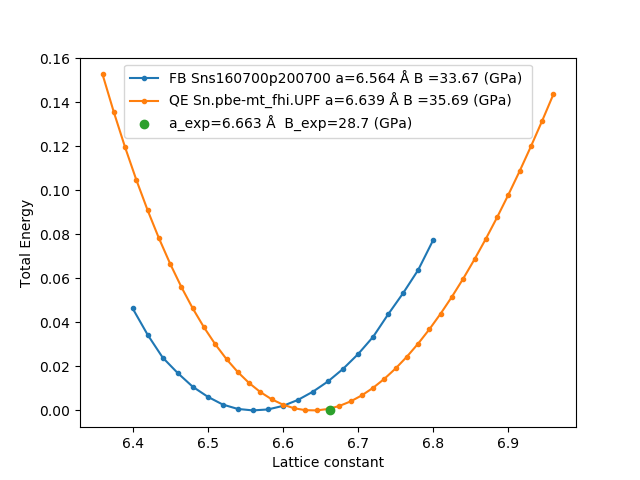 0.16
0.14
0.12
0.10
0.08
0.06
0.04
0.02
0.00
Total Energy
FB Sns160700p200700 a=6.564 Å B =33.67 (GPa)
QE Sn.pbe-mt_fhi.UPF a=6.639 Å B =35.69 (GPa)
a_exp=6.663 Å  B_exp=28.7 (GPa)
6.4 6.5 6.6 6.7 6.8 6.9
Lattice constant